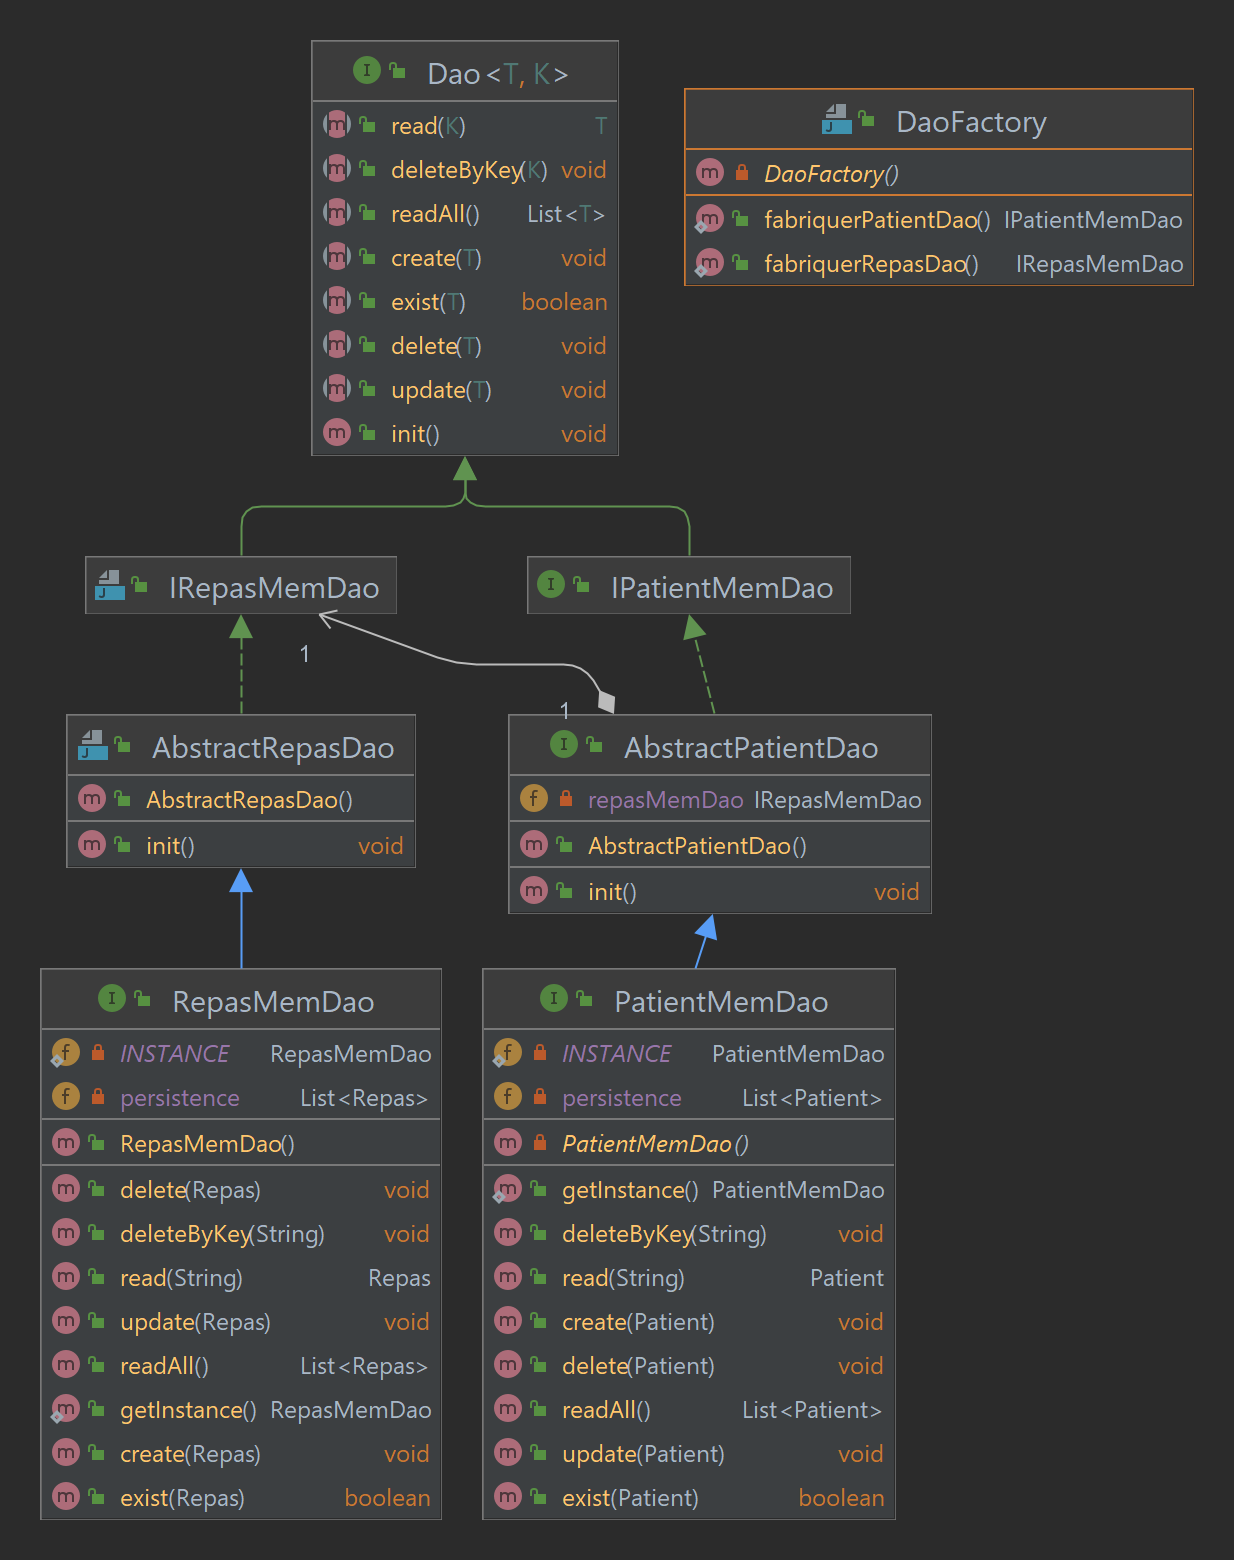 Dao<T, K>
read(K) T
deleteByKey(K) void
readAll() List<T>
create(T) void
exist(T) boolean
delete(T) void
update(T) void
init() void
DaoFactory
DaoFactory()
fabriquerPatientDao() IPatientMemDao
fabriquerRepasDao() IRepasMemDao
IRepasMemDao
IPatientMemDao
1
1
AbstractRepasDao
AbstractRepasDao()
init() void
AbstractPatientDao
repasMemDao IRepasMemDao
AbstractPatientDao()
init() void
RepasMemDao
INSTANCE RepasMemDao
persistence List<Repas>
RepasMemDao()
delete(Repas) void
deleteByKey(String) void
read(String) Repas
update(Repas) void
readAll() List<Repas>
getInstance() RepasMemDao
create(Repas) void
exist(Repas) boolean
PatientMemDao
INSTANCE PatientMemDao
persistence List<Patient>
PatientMemDao()
getInstance() PatientMemDao
deleteByKey(String) void
read(String) Patient
create(Patient) void
delete(Patient) void
readAll() List<Patient>
update(Patient) void
exist(Patient) boolean